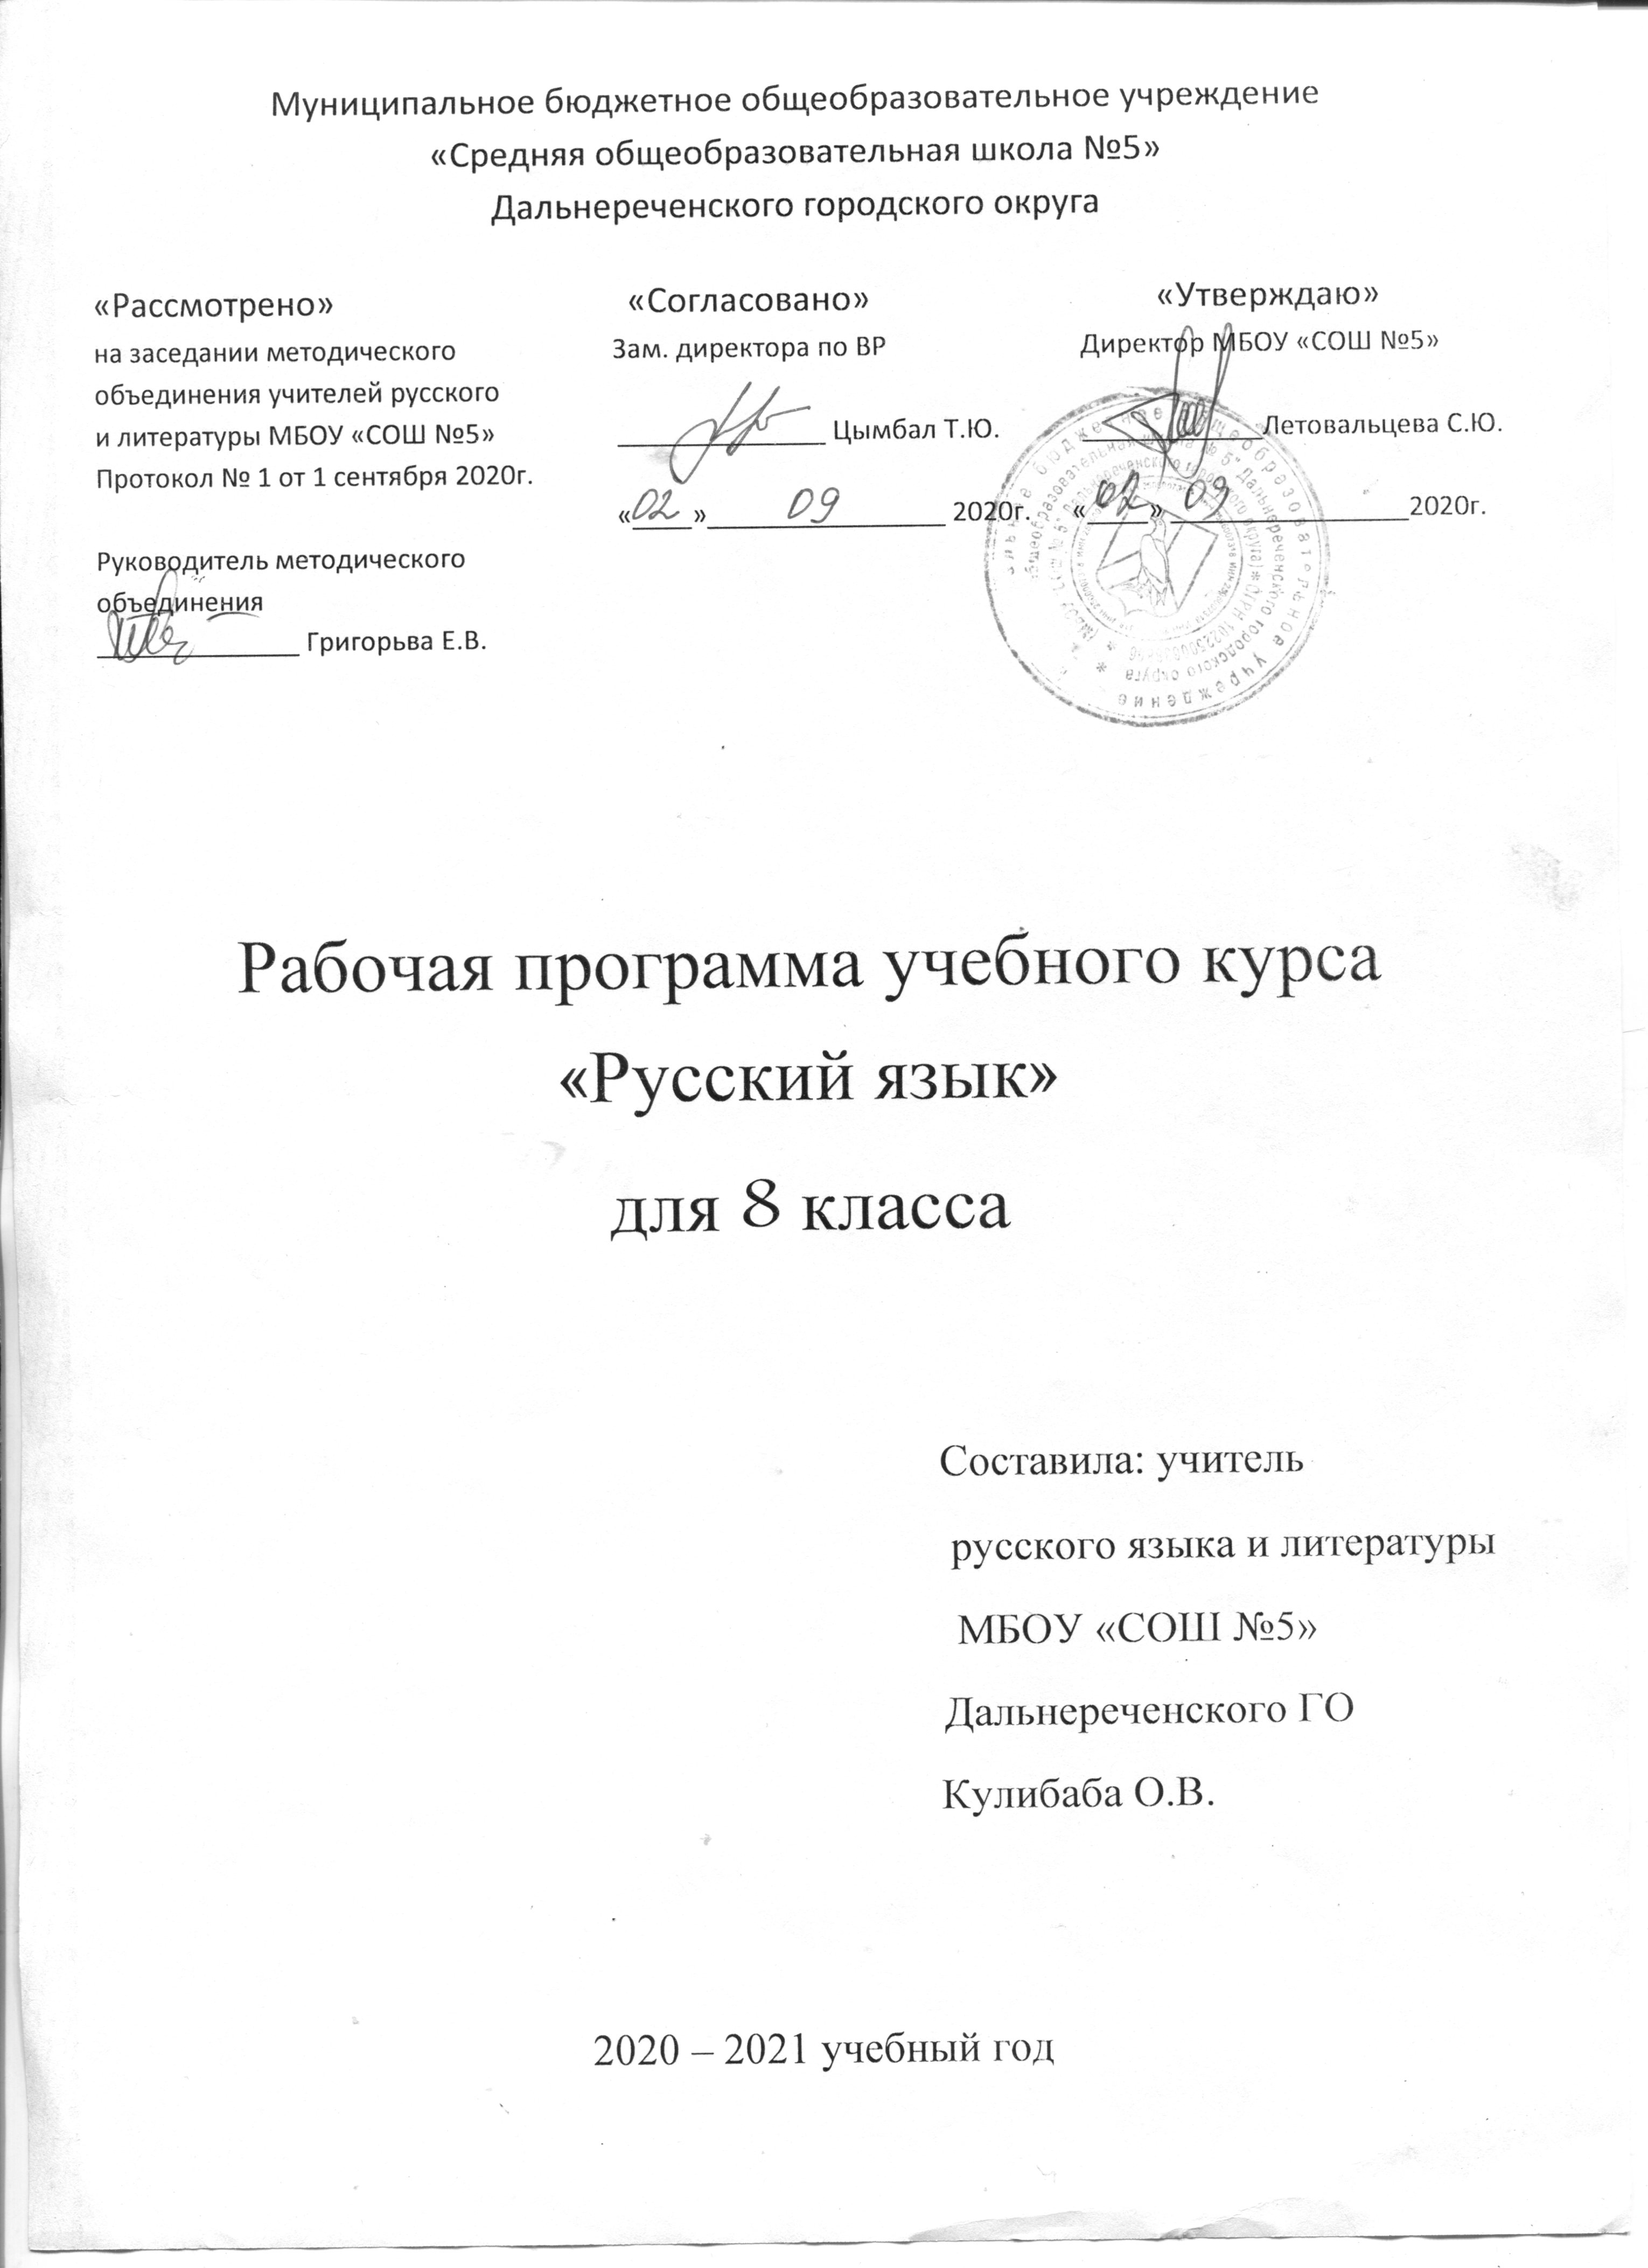 Муниципальное бюджетное общеобразовательное учреждение
«Средняя общеобразовательная школа №5»
Дальнереченского городского округа
«Рассмотрено»
на заседании методического
объединения учителей русского
и литературы МБОУ «СОШ №5»
Протокол № 1 от 1 сентября 2020г.
Руководитель методического
объединения
______________ Григорьва Е.В.
«Согласовано»
Зам. директора по ВР
______________ Цымбал Т.Ю.
«02» 09 2020г.
«Утверждаю»
Директор МБОУ «СОШ №5»
____________Летовальцева С.Ю.
«02» 09 2020г.
Рабочая программа учебного курса
«Русский язык»
для 8 класса
Составила: учитель
русского языка и литературы
МБОУ «СОШ №5»
Дальнереченского ГО
Кулибаба О.В.
2020 – 2021 учебный год